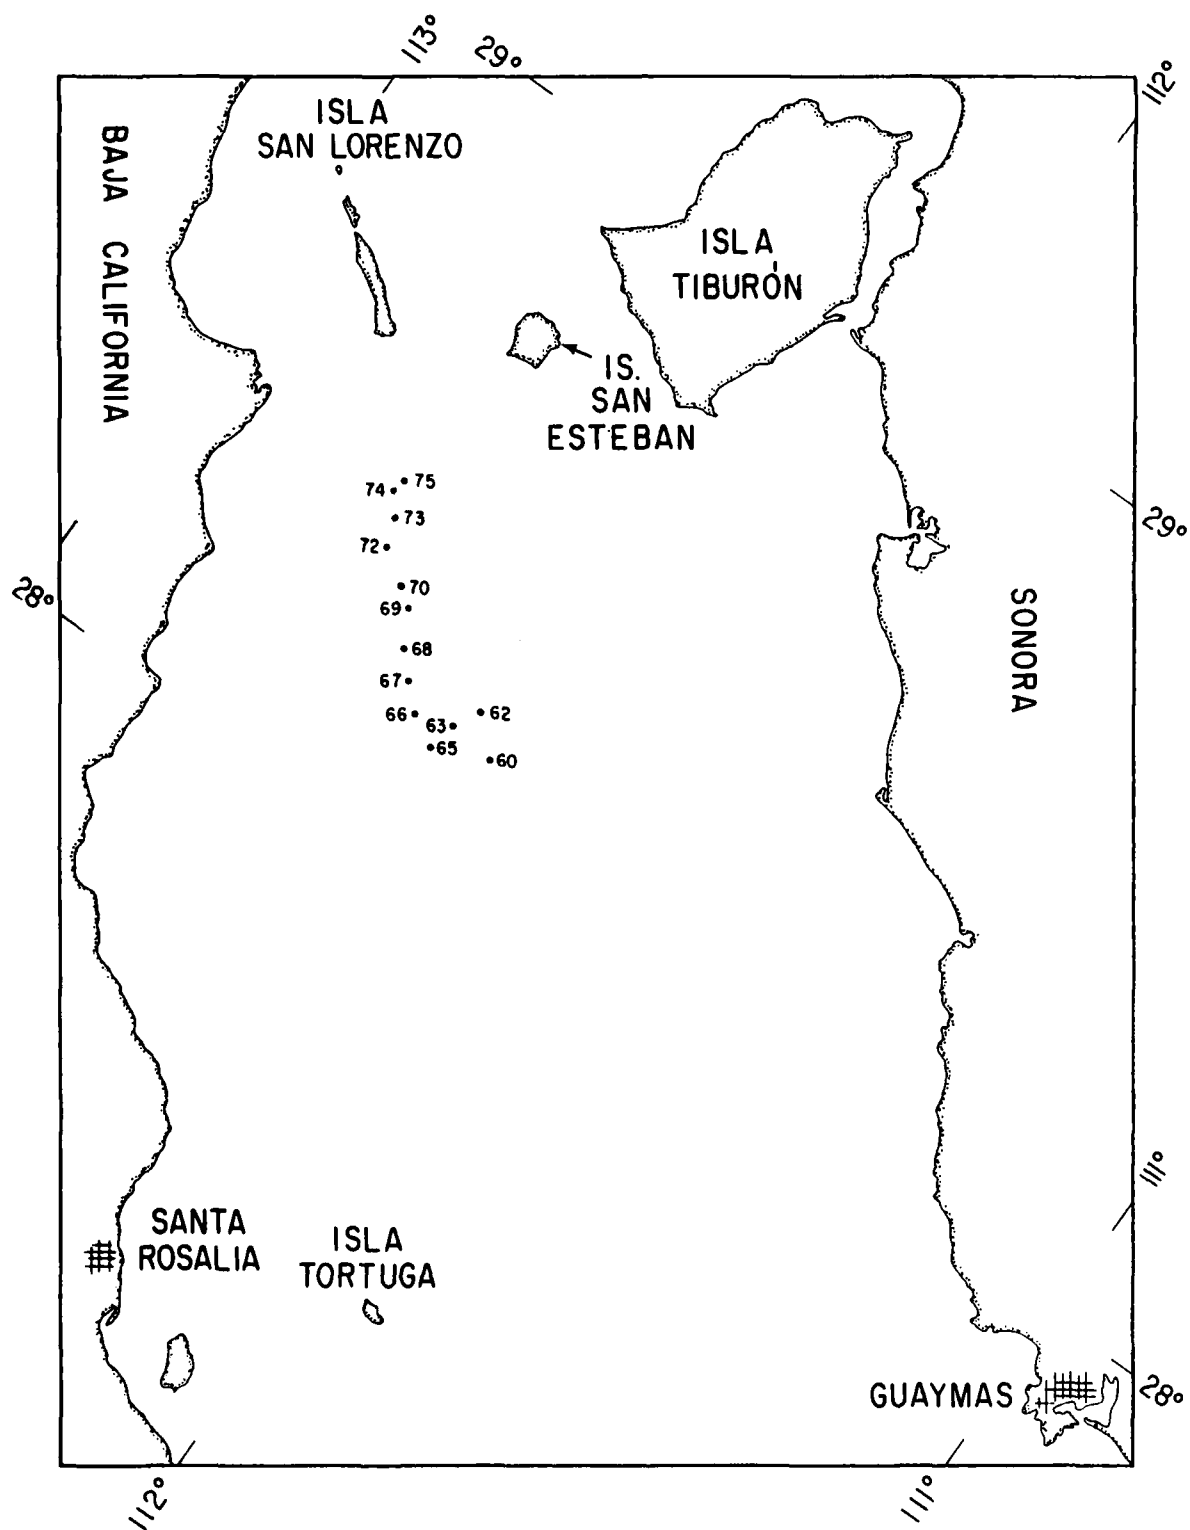 113°
29°
112°
ISLA
SAN LORENZO
BAJA CALIFORNIA
ISLA
TIBURÓN
IS.
SAN
ESTEBAN
75
74
73
29°
72
70
28°
69
SONORA
68
67
66
62
63
65
60
111°
SANTA
ROSALIA
ISLA
TORTUGA
GUAYMAS
28°
112°
111°